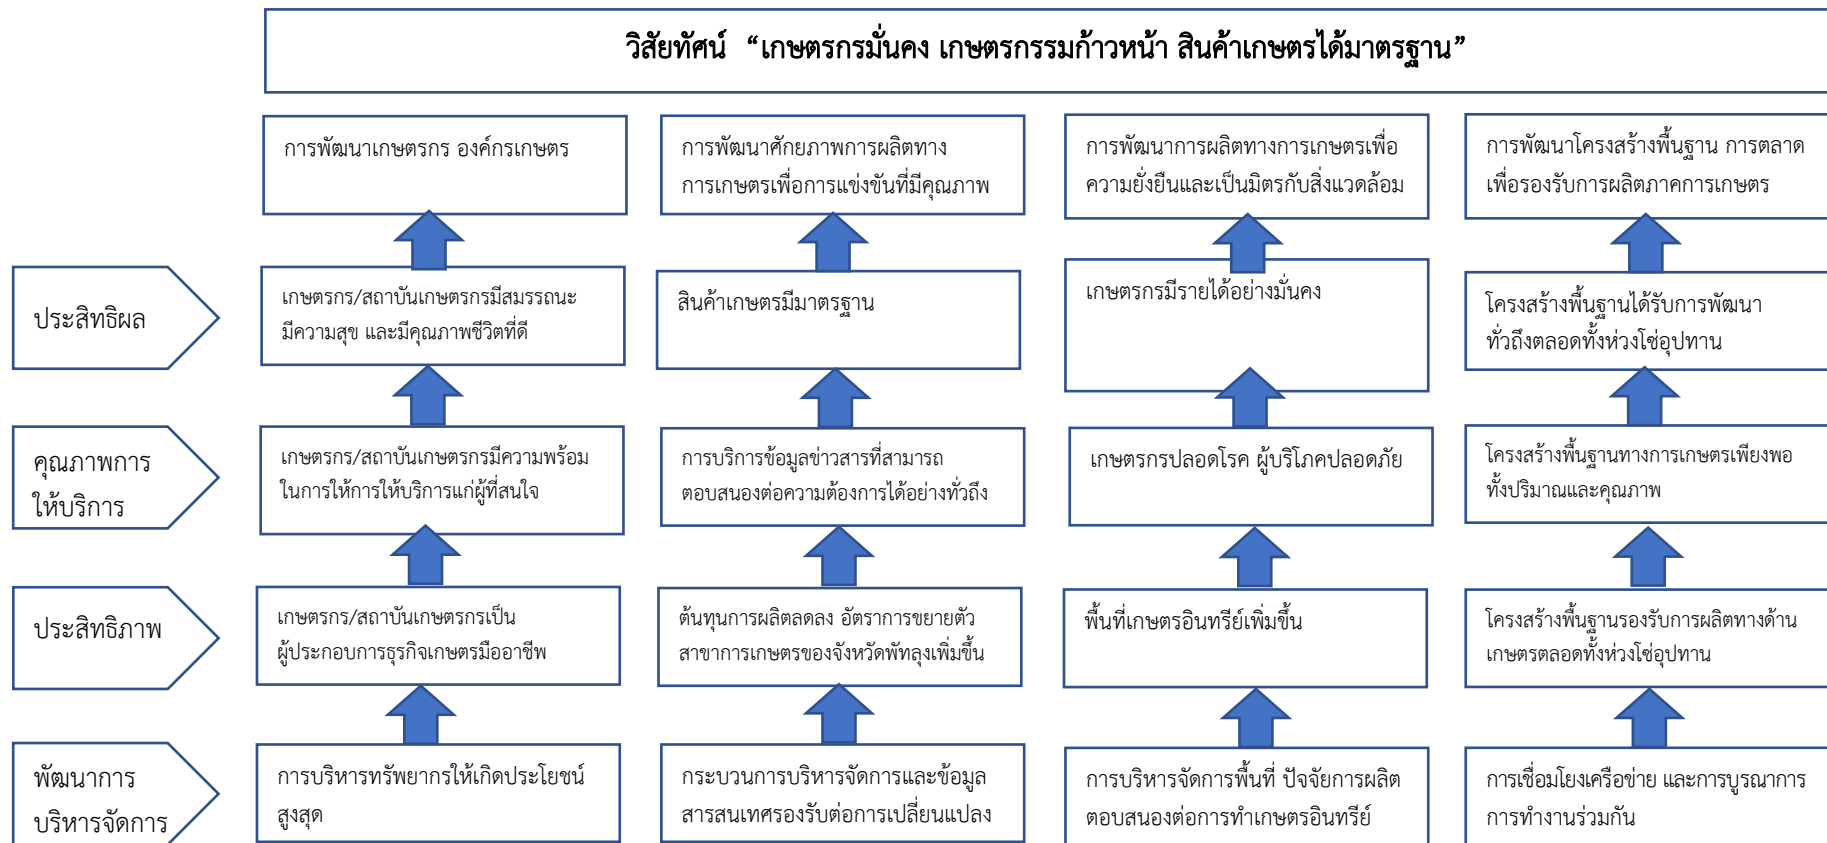 วิสัยทัศน์ “เกษตรกรมั่นคง เกษตรกรรมก้าวหน้า สินค้าเกษตรได้มาตรฐาน”
การพัฒนาเกษตรกร องค์กรเกษตร
การพัฒนาศักยภาพการผลิตทาง
การเกษตรเพื่อการแข่งขันที่มีคุณภาพ
การพัฒนาการผลิตทางการเกษตรเพื่อ
ความยั่งยืนและเป็นมิตรกับสิ่งแวดล้อม
การพัฒนาโครงสร้างพื้นฐาน การตลาด
เพื่อรองรับการผลิตภาคการเกษตร
ประสิทธิผล
เกษตรกร/สถาบันเกษตรกรมีสมรรถนะ
มีความสุข และมีคุณภาพชีวิตที่ดี
สินค้าเกษตรมีมาตรฐาน
เกษตรกรมีรายได้อย่างมั่นคง
โครงสร้างพื้นฐานได้รับการพัฒนา
ทั่วถึงตลอดทั้งห่วงโซ่อุปทาน
คุณภาพการ
ให้บริการ
เกษตรกร/สถาบันเกษตรกรมีความพร้อม
ในการให้การให้บริการแก่ผู้ที่สนใจ
การบริการข้อมูลข่าวสารที่สามารถ
ตอบสนองต่อความต้องการได้อย่างทั่วถึง
เกษตรกรปลอดโรค ผู้บริโภคปลอดภัย
โครงสร้างพื้นฐานทางการเกษตรเพียงพอ
ทั้งปริมาณและคุณภาพ
ประสิทธิภาพ
เกษตรกร/สถาบันเกษตรกรเป็น
ผู้ประกอบการธุรกิจเกษตรมืออาชีพ
ต้นทุนการผลิตลดลง อัตราการขยายตัว
สาขาการเกษตรของจังหวัดพัทลุงเพิ่มขึ้น
พื้นที่เกษตรอินทรีย์เพิ่มขึ้น
โครงสร้างพื้นฐานรองรับการผลิตทางด้าน
เกษตรตลอดทั้งห่วงโซ่อุปทาน
พัฒนาการ
บริหารจัดการ
การบริหารทรัพยากรให้เกิดประโยชน์
สูงสุด
กระบวนการบริหารจัดการและข้อมูล
สารสนเทศรองรับต่อการเปลี่ยนแปลง
การบริหารจัดการพื้นที่ ปัจจัยการผลิต
ตอบสนองต่อการทำเกษตรอินทรีย์
การเชื่อมโยงเครือข่าย และการบูรณาการ
การทำงานร่วมกัน